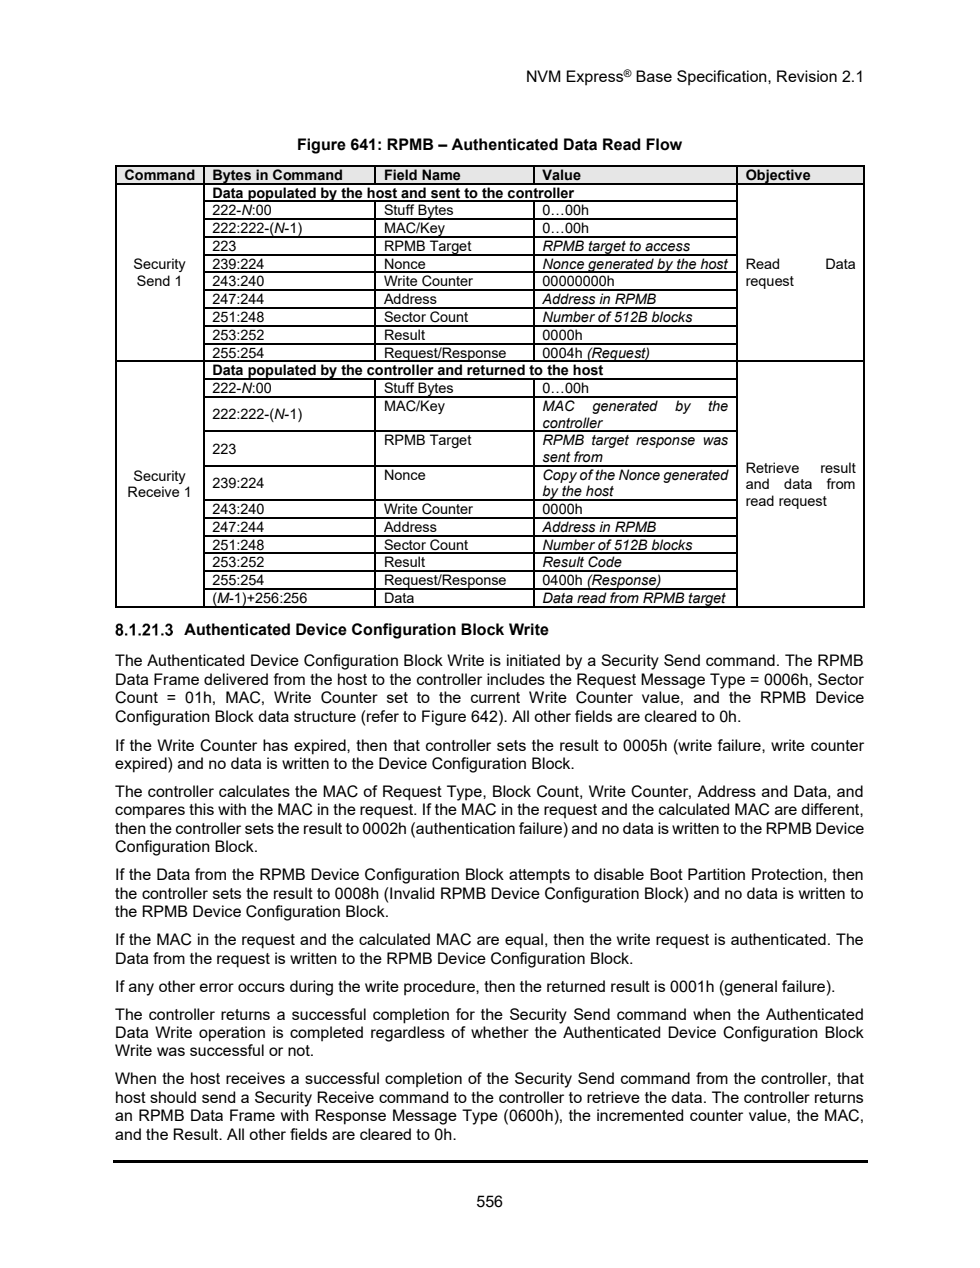 NVM Express® Base Specification, Revision 2.1
Figure 641: RPMB – Authenticated Data Read Flow
Command Bytes in Command Field Name Value Objective
Security Send 1
Data populated by the host and sent to the controller
222-N:00 Stuff Bytes 0…00h
222:222-(N-1) MAC/Key 0…00h
223 RPMB Target RPMB target to access
239:224 Nonce Nonce generated by the host
243:240 Write Counter 00000000h
247:244 Address Address in RPMB
251:248 Sector Count Number of 512B blocks
253:252 Result 0000h
255:254 Request/Response 0004h (Request)
Read Data
request
Security
Receive 1
Data populated by the controller and returned to the host
222-N:00 Stuff Bytes 0…00h
222:222-(N-1) MAC/Key MAC generated by the
controller
223 RPMB Target RPMB target response was
sent from
239:224 Nonce Copy of the Nonce generated
by the host
243:240 Write Counter 0000h
247:244 Address Address in RPMB
251:248 Sector Count Number of 512B blocks
253:252 Result Result Code
255:254 Request/Response 0400h (Response)
(M-1)+256:256 Data Data read from RPMB target
Retrieve result
and data from
read request
8.1.21.3 Authenticated Device Configuration Block Write
The Authenticated Device Configuration Block Write is initiated by a Security Send command. The RPMB
Data Frame delivered from the host to the controller includes the Request Message Type = 0006h, Sector
Count = 01h, MAC, Write Counter set to the current Write Counter value, and the RPMB Device
Configuration Block data structure (refer to Figure 642). All other fields are cleared to 0h.
If the Write Counter has expired, then that controller sets the result to 0005h (write failure, write counter
expired) and no data is written to the Device Configuration Block.
The controller calculates the MAC of Request Type, Block Count, Write Counter, Address and Data, and
compares this with the MAC in the request. If the MAC in the request and the calculated MAC are different,
then the controller sets the result to 0002h (authentication failure) and no data is written to the RPMB Device
Configuration Block.
If the Data from the RPMB Device Configuration Block attempts to disable Boot Partition Protection, then
the controller sets the result to 0008h (Invalid RPMB Device Configuration Block) and no data is written to
the RPMB Device Configuration Block.
If the MAC in the request and the calculated MAC are equal, then the write request is authenticated. The
Data from the request is written to the RPMB Device Configuration Block.
If any other error occurs during the write procedure, then the returned result is 0001h (general failure).
The controller returns a successful completion for the Security Send command when the Authenticated
Data Write operation is completed regardless of whether the Authenticated Device Configuration Block
Write was successful or not.
When the host receives a successful completion of the Security Send command from the controller, that
host should send a Security Receive command to the controller to retrieve the data. The controller returns
an RPMB Data Frame with Response Message Type (0600h), the incremented counter value, the MAC,
and the Result. All other fields are cleared to 0h.
556